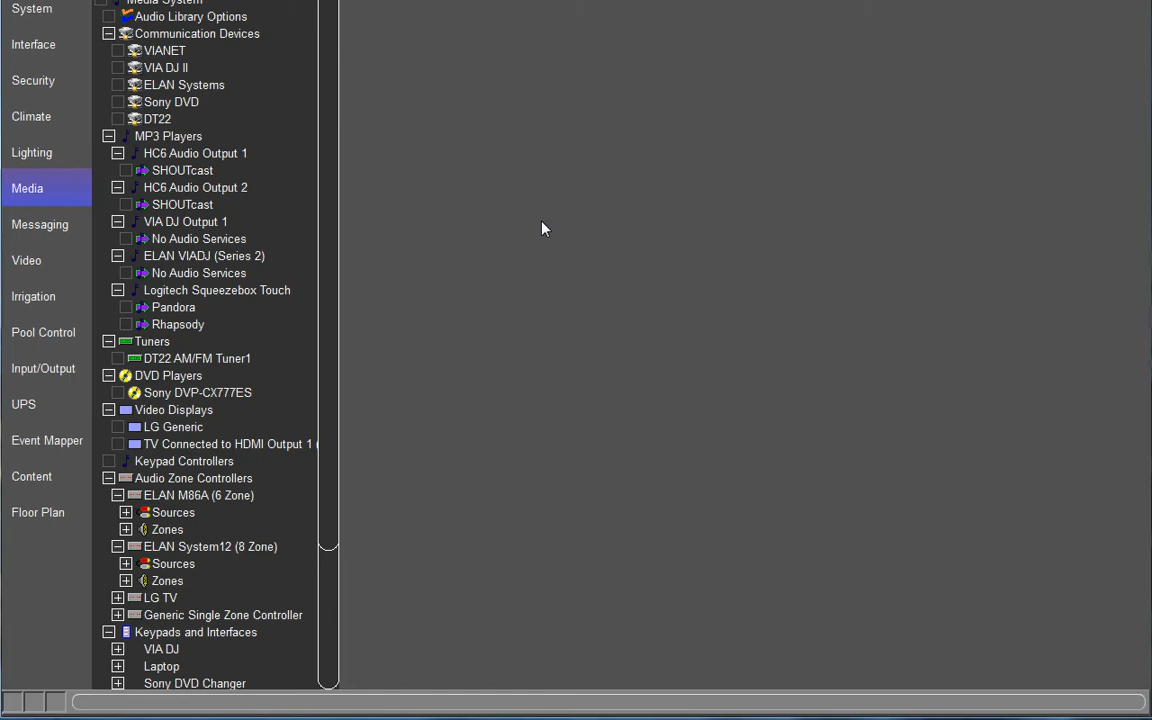 System
Interface
Security
Climate
Lighting
Media
Messaging
Video
Irrigation
Pool Control
Input/Output
UPS
Event Mapper
Content
Floor Plan
Media System
Audio Library Options
Communication Devices
VIANET
VIA DJ II
ELAN Systems
Sony DVD
DT22
MP3 Players
HC6 Audio Output 1
SHOUTcast
HC6 Audio Output 2
SHOUTcast
VIA DJ Output 1
No Audio Services
ELAN VIADJ (Series 2)
No Audio Services
Logitech Squeezebox Touch
Pandora
Rhapsody
Tuners
DT22 AM/FM Tuner1
DVD Players
Sony DVP-CX777ES
Video Displays
LG Generic
TV Connected to HDMI Output 1 (
Keypad Controllers
Audio Zone Controllers
ELAN M86A (6 Zone)
Sources
Zones
ELAN System12 (8 Zone)
Sources
Zones
LG TV
Generic Single Zone Controller
Keypads and Interfaces
VIA DJ
Laptop
Sony DVD Changer